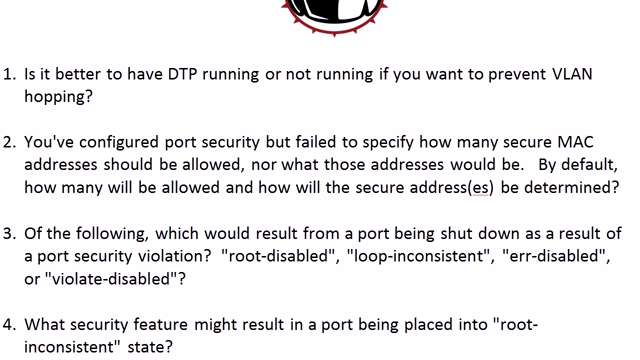 1. Is it better to have DTP running or not running if you want to prevent VLAN
hopping?
2. You've configured port security but failed to specify how many secure MAC
addresses should be allowed, nor what those addresses would be. By default,
how many will be allowed and how will the secure address(es) be determined?
3. Of the following, which would result from a port being shut down as a result of
a port security violation? "root-disabled", "loop-inconsistent", "err-disabled",
or "violate-disabled"?
4. What security feature might result in a port being placed into "root-
inconsistent" state?